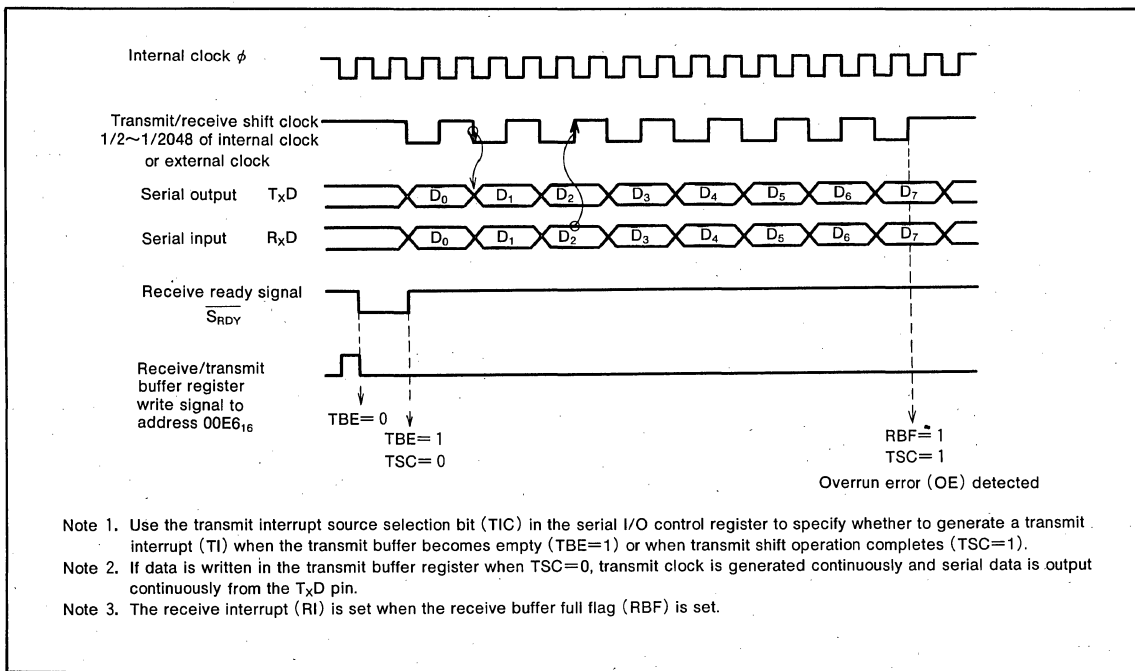 Internal clock ϕ
Transmit/receive shift clock
1/2~1/2048 of internal clock
or external clock
Serial output TxD
D0 D1 D2 D3 D4 D5 D6 D7
Serial input RxD
D0 D1 D2 D3 D4 D5 D6 D7
Receive ready signal
S̅R̅D̅Y̅
Receive/transmit
buffer register
write signal to
address 00E6₁₆
TBE= 0
TBE= 1
TSC= 0
RBF= 1
TSC= 1
Overrun error (OE) detected
Note 1. Use the transmit interrupt source selection bit (TIC) in the serial I/O control register to specify whether to generate a transmit
interrupt (TI) when the transmit buffer becomes empty (TBE=1) or when transmit shift operation completes (TSC=1).
Note 2. If data is written in the transmit buffer register when TSC=0, transmit clock is generated continuously and serial data is output
continuously from the TxD pin.
Note 3. The receive interrupt (RI) is set when the receive buffer full flag (RBF) is set.